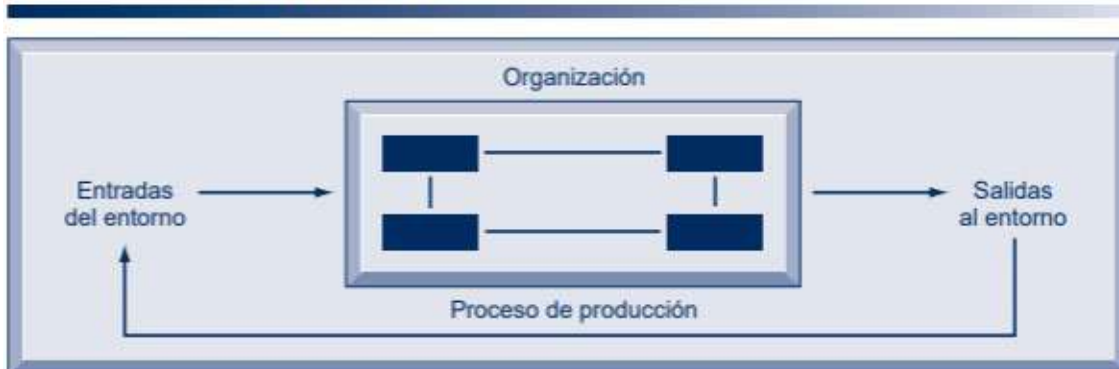 Organización
Entradas
del entorno
Salidas
al entorno
Proceso de producción